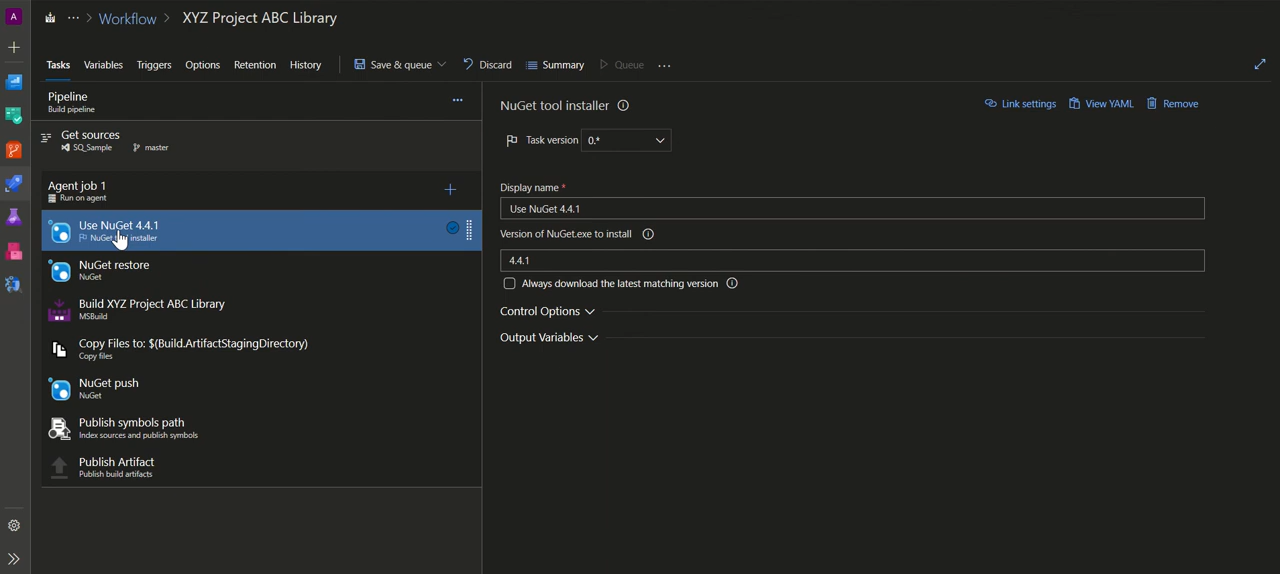 A
... > Workflow > XYZ Project ABC Library
Tasks Variables Triggers Options Retention History Save & queue Discard Summary Queue ...
Pipeline
Build pipeline
...
Get sources
SQ_Sample master
Agent job 1
Run on agent
Use NuGet 4.4.1
NuGet installer
NuGet restore
NuGet
Build XYZ Project ABC Library
MSBuild
Copy Files to: $(Build.ArtifactStagingDirectory)
Copy files
NuGet push
NuGet
Publish symbols path
Index sources and publish symbols
Publish Artifact
Publish build artifacts
NuGet tool installer
Link settings View YAML Remove
Task version 0.*
Display name *
Use NuGet 4.4.1
Version of NuGet.exe to install
4.4.1
Always download the latest matching version
Control Options
Output Variables